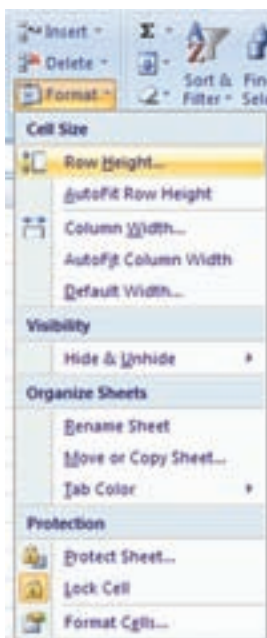 Insert
Delete
Format
Σ
A
Z
Sort &
Filter
Fin
Sele
Cell Size
Row Height...
AutoFit Row Height
Column Width...
AutoFit Column Width
Default Width...
Visibility
Hide & Unhide
Organize Sheets
Rename Sheet
Move or Copy Sheet...
Tab Color
Protection
Protect Sheet...
Lock Cell
Format Cells...